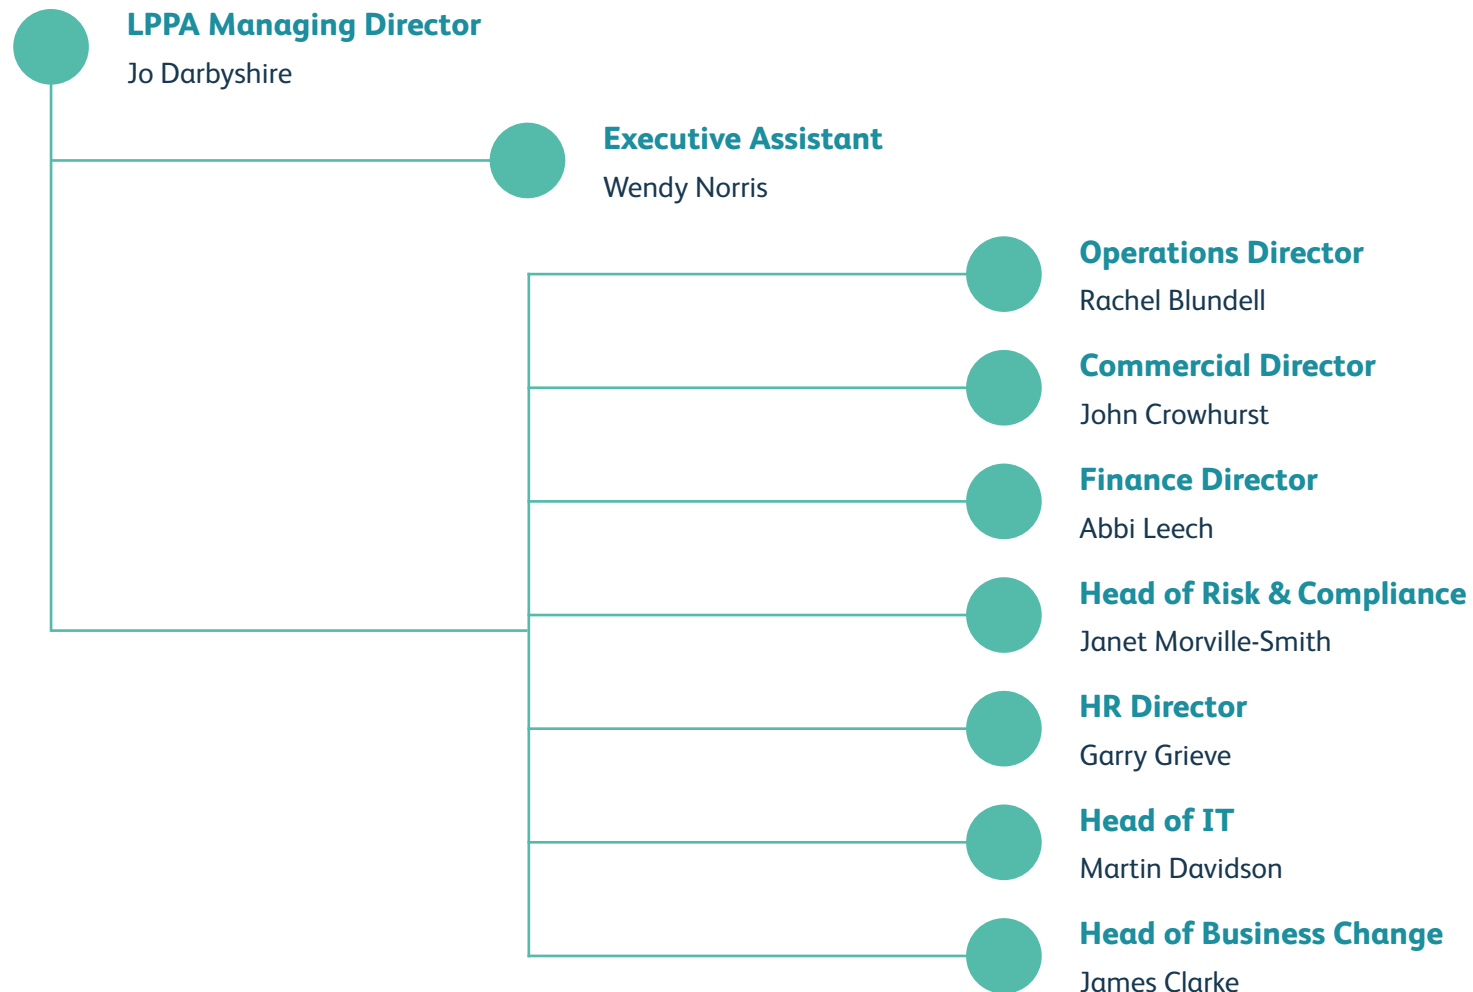 LPPA Managing Director
Jo Darbyshire
Executive Assistant
Wendy Norris
Operations Director
Rachel Blundell
Commercial Director
John Crowhurst
Finance Director
Abbi Leech
Head of Risk & Compliance
Janet Morville-Smith
HR Director
Garry Grieve
Head of IT
Martin Davidson
Head of Business Change
James Clarke